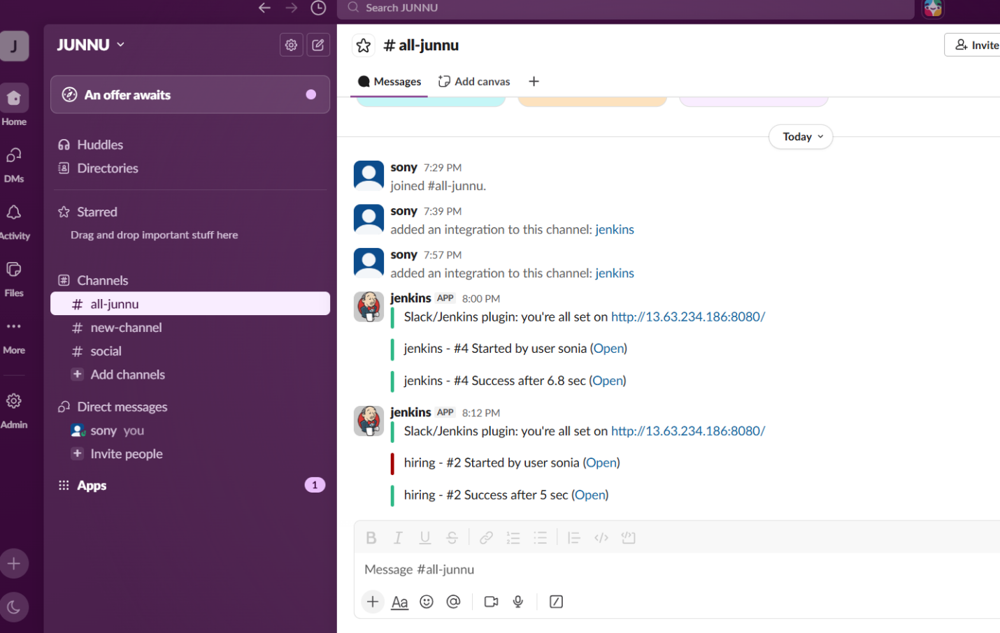 Search JUNNU
J
JUNNU
An offer awaits
Home
Huddles
Directories
DMs
Starred
Drag and drop important stuff here
Activity
Channels
Files
# all-junnu
# new-channel
More
# social
+ Add channels
Direct messages
Admin
sony you
+ Invite people
Apps 1
# all-junnu
Invite
Messages
Add canvas
+
Today
sony 7:29 PM
joined #all-junnu.
sony 7:39 PM
added an integration to this channel: jenkins
sony 7:57 PM
added an integration to this channel: jenkins
jenkins APP 8:00 PM
Slack/Jenkins plugin: you're all set on http://13.63.234.186:8080/
jenkins - #4 Started by user sonia (Open)
jenkins - #4 Success after 6.8 sec (Open)
jenkins APP 8:12 PM
Slack/Jenkins plugin: you're all set on http://13.63.234.186:8080/
hiring - #2 Started by user sonia (Open)
hiring - #2 Success after 5 sec (Open)
B I U S
Message #all-junnu
+ Aa @